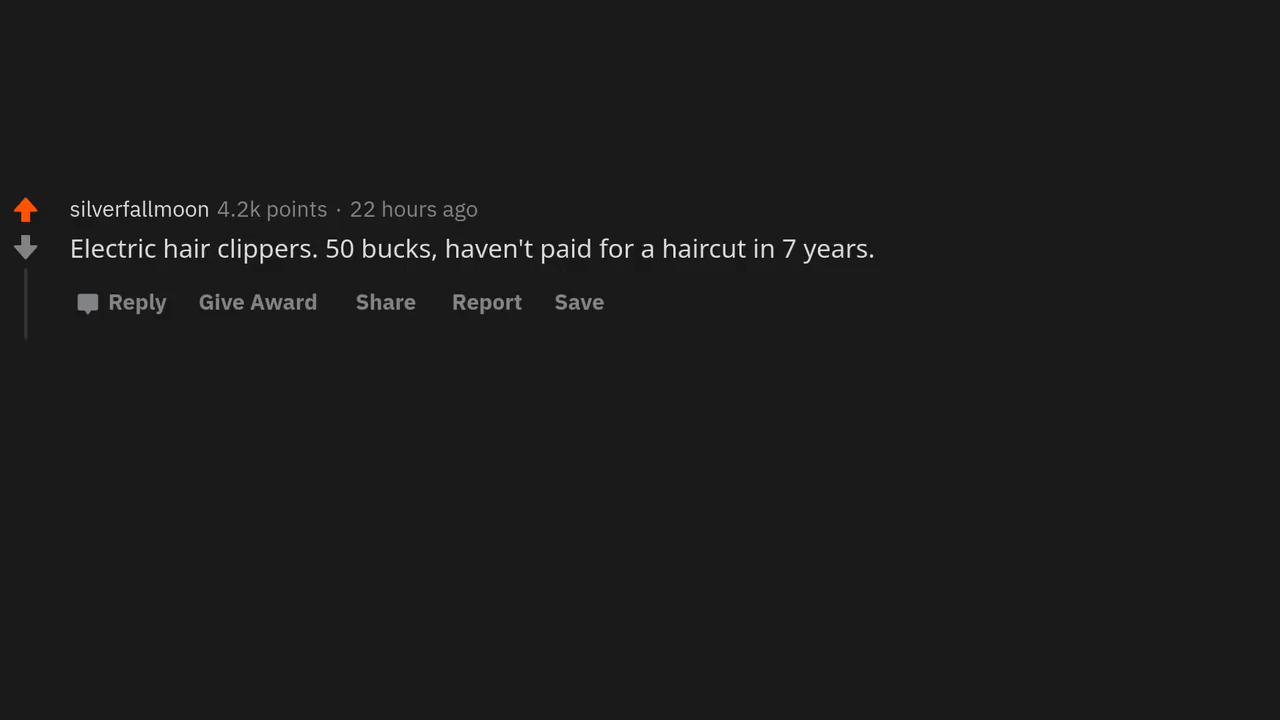 silverfallmoon 4.2k points · 22 hours ago
Electric hair clippers. 50 bucks, haven't paid for a haircut in 7 years.
Reply Give Award Share Report Save